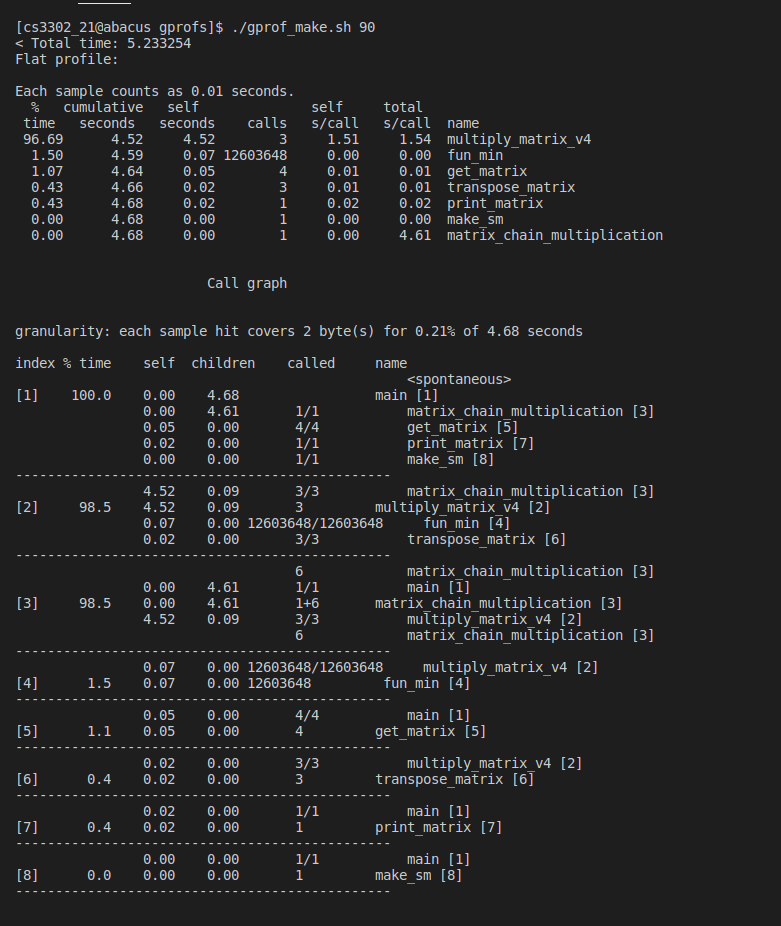 [cs3302_21@abacus gprofs]$ ./gprof_make.sh 90
< Total time: 5.233254
Flat profile:

Each sample counts as 0.01 seconds.
  %   cumulative   self              self     total
 time   seconds   seconds    calls   s/call   s/call  name
 96.69      4.52     4.52        3     1.51     1.54  multiply_matrix_v4
  1.50      4.59     0.07 12603648     0.00     0.00  fun_min
  1.07      4.64     0.05        4     0.01     0.01  get_matrix
  0.43      4.66     0.02        3     0.01     0.01  transpose_matrix
  0.43      4.68     0.02        1     0.02     0.02  print_matrix
  0.00      4.68     0.00        1     0.00     0.00  make_sm
  0.00      4.68     0.00        1     0.00     4.61  matrix_chain_multiplication

                        Call graph

granularity: each sample hit covers 2 byte(s) for 0.21% of 4.68 seconds

index % time    self  children    called     name
                                                 <spontaneous>
[1]    100.0    0.00    4.68                 main [1]
                0.00    4.61       1/1           matrix_chain_multiplication [3]
                0.05    0.00       4/4           get_matrix [5]
                0.02    0.00       1/1           print_matrix [7]
                0.00    0.00       1/1           make_sm [8]
-----------------------------------------------
                4.52    0.09       3/3           matrix_chain_multiplication [3]
[2]     98.5    4.52    0.09       3         multiply_matrix_v4 [2]
                0.07    0.00 12603648/12603648     fun_min [4]
                0.02    0.00       3/3           transpose_matrix [6]
-----------------------------------------------
                                   6             matrix_chain_multiplication [3]
                0.00    4.61       1/1           main [1]
[3]     98.5    0.00    4.61       1+6       matrix_chain_multiplication [3]
                4.52    0.09       3/3           multiply_matrix_v4 [2]
                                   6             matrix_chain_multiplication [3]
-----------------------------------------------
                0.07    0.00 12603648/12603648     multiply_matrix_v4 [2]
[4]      1.5    0.07    0.00 12603648         fun_min [4]
-----------------------------------------------
                0.05    0.00       4/4           main [1]
[5]      1.1    0.05    0.00       4         get_matrix [5]
-----------------------------------------------
                0.02    0.00       3/3           multiply_matrix_v4 [2]
[6]      0.4    0.02    0.00       3         transpose_matrix [6]
-----------------------------------------------
                0.02    0.00       1/1           main [1]
[7]      0.4    0.02    0.00       1         print_matrix [7]
-----------------------------------------------
                0.00    0.00       1/1           main [1]
[8]      0.0    0.00    0.00       1         make_sm [8]
-----------------------------------------------